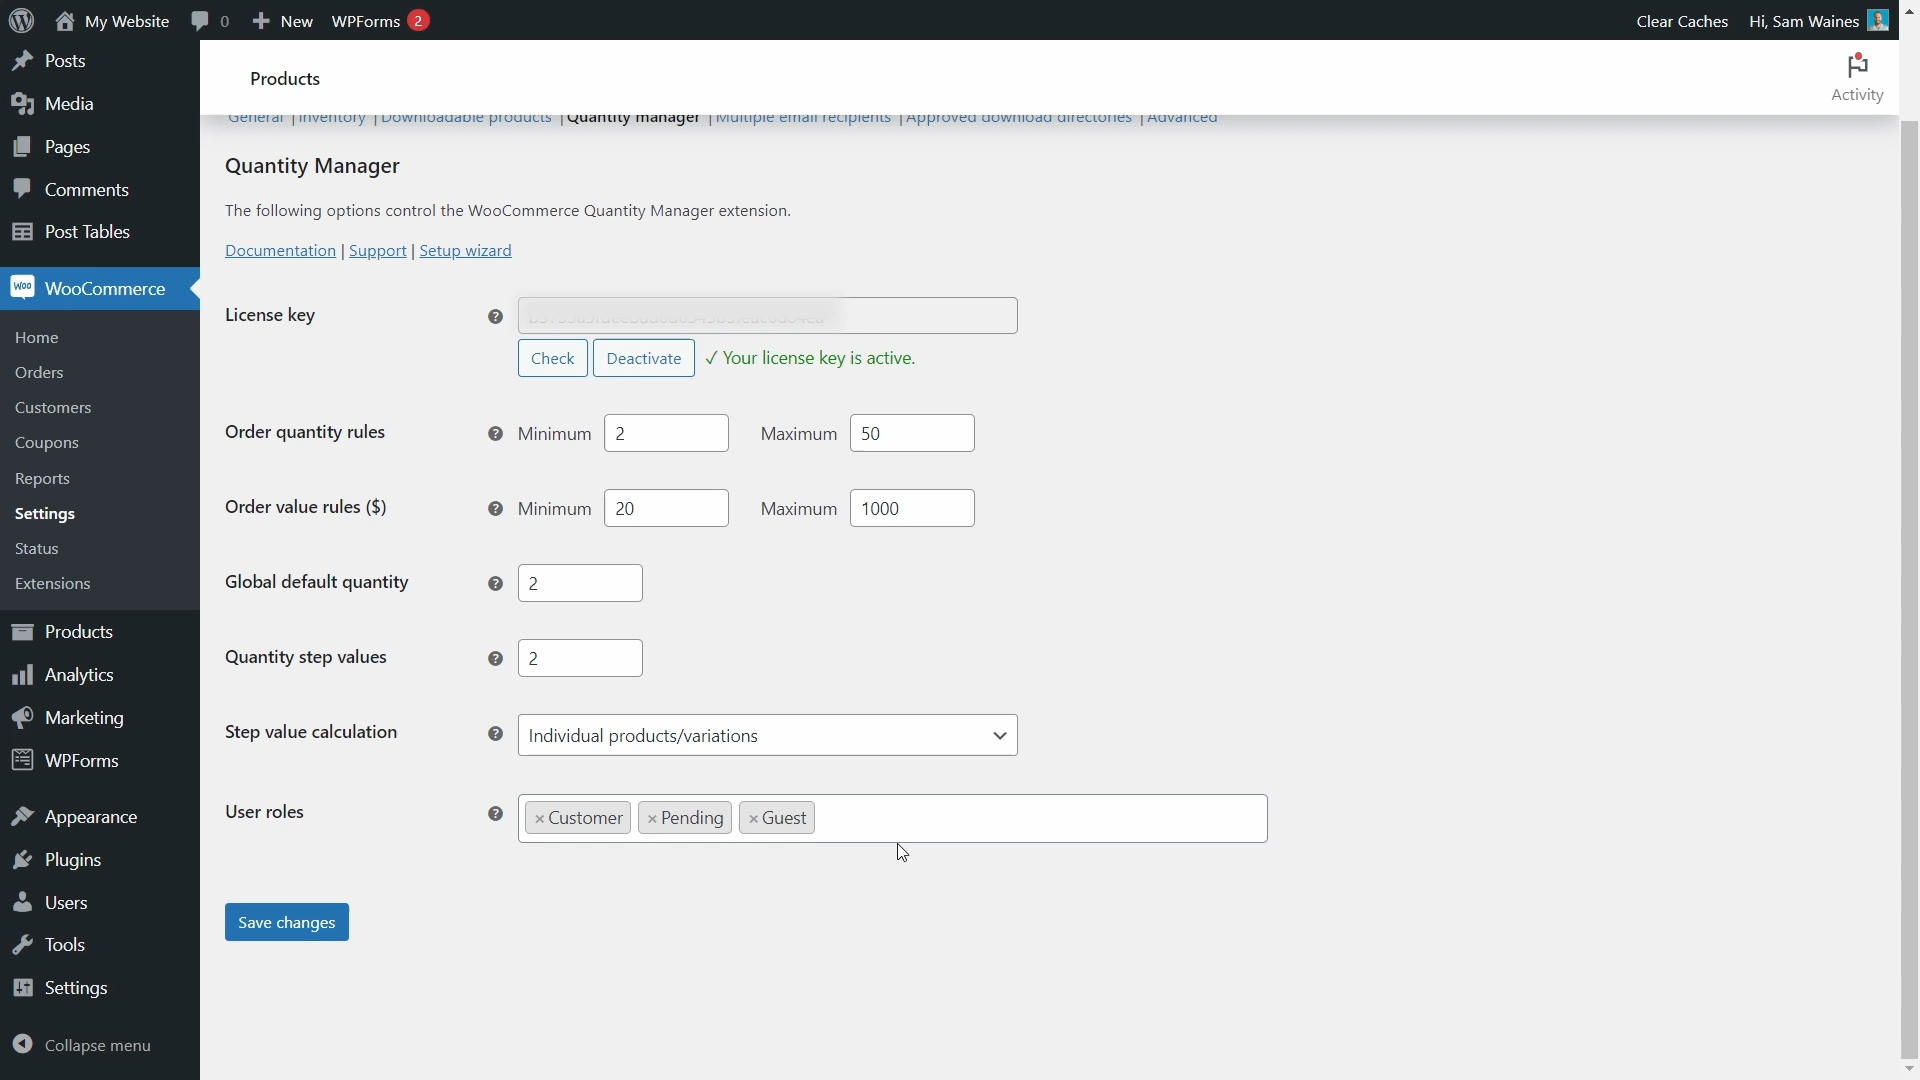 My Website 0 New WPForms 2 Clear Caches Hi, Sam Waines
Posts
Media
Pages
Comments
Post Tables
Woo WooCommerce
Home
Orders
Customers
Coupons
Reports
Settings
Status
Extensions
Products
Analytics
Marketing
WPForms
Appearance
Plugins
Users
Tools
Settings
Collapse menu
Products
Activity
General | Inventory | Downloadable products | Quantity manager | Multiple email recipients | Approved download directories | Advanced
Quantity Manager
The following options control the WooCommerce Quantity Manager extension.
Documentation | Support | Setup wizard
License key
Check Deactivate ✓ Your license key is active.
Order quantity rules Minimum 2 Maximum 50
Order value rules ($) Minimum 20 Maximum 1000
Global default quantity 2
Quantity step values 2
Step value calculation Individual products/variations
User roles × Customer × Pending × Guest
Save changes